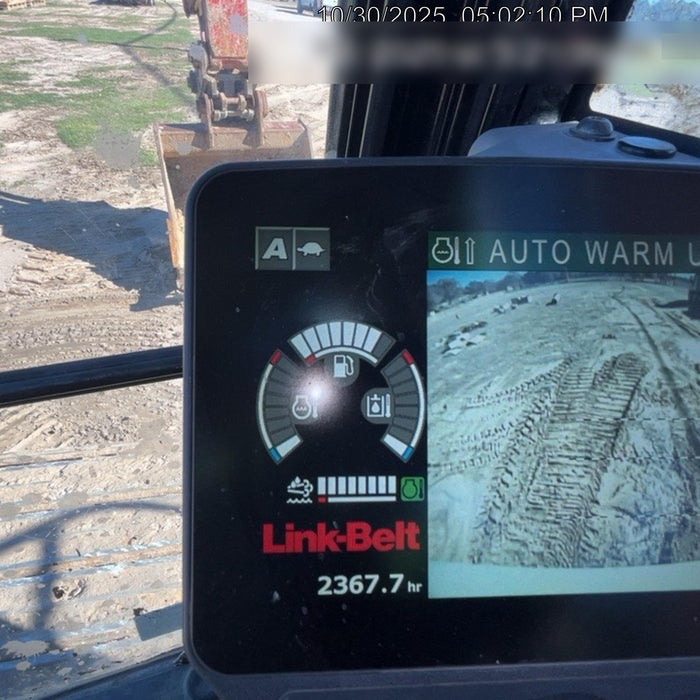 10/30/2025 05:02:10 PM
A
AUTO WARM U
Link-Belt
2367.7 hr